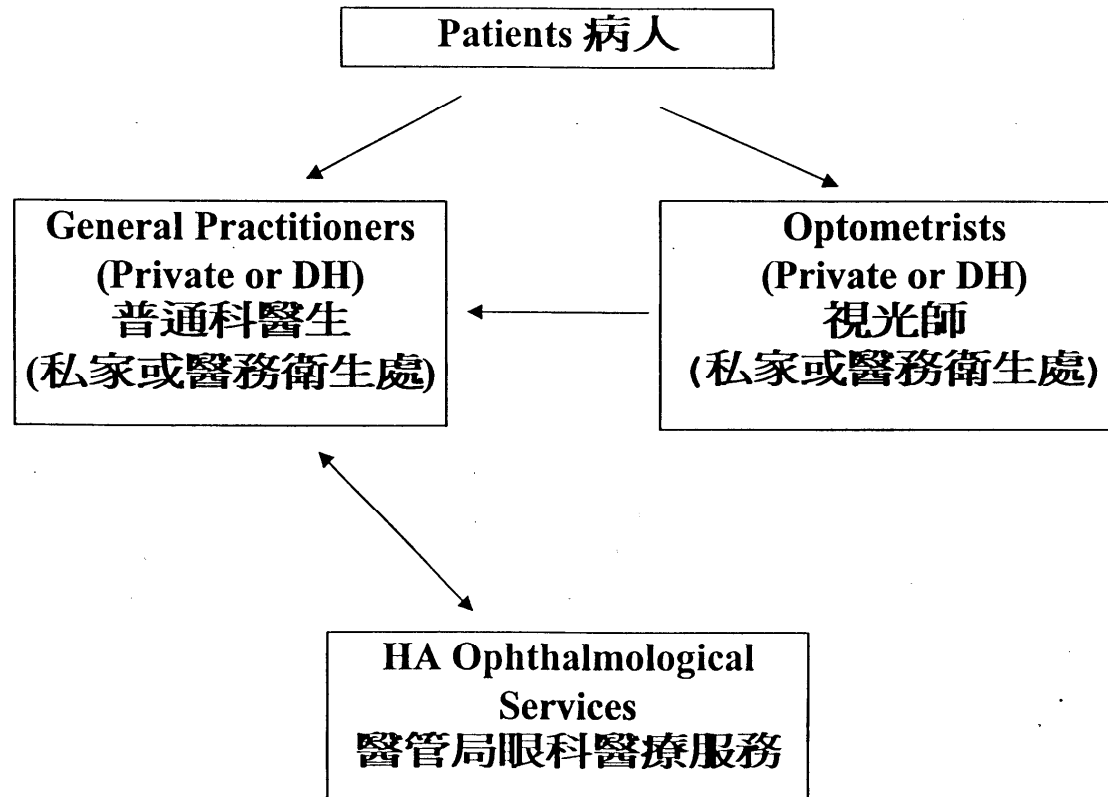 Patients 病人
General Practitioners
(Private or DH)
普通科醫生
(私家或醫務衛生處)
Optometrists
(Private or DH)
視光師
(私家或醫務衛生處)
HA Ophthalmological
Services
醫管局眼科醫療服務